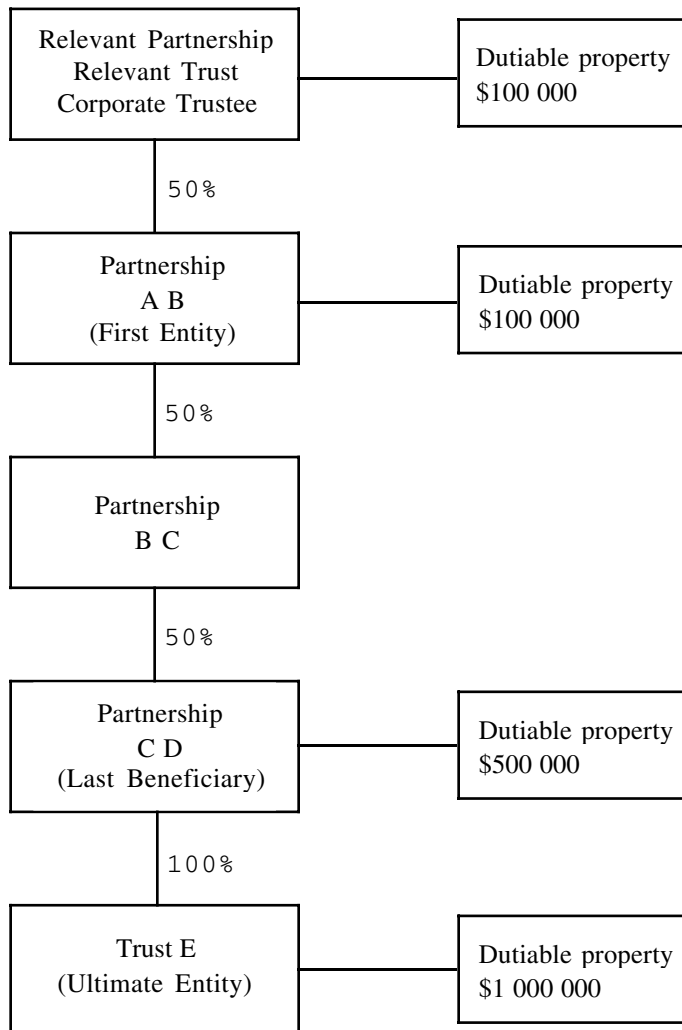 Relevant Partnership
Relevant Trust
Corporate Trustee
Dutiable property
$100 000
50%
Partnership
A B
(First Entity)
Dutiable property
$100 000
50%
Partnership
B C
50%
Partnership
C D
(Last Beneficiary)
Dutiable property
$500 000
100%
Trust E
(Ultimate Entity)
Dutiable property
$1 000 000